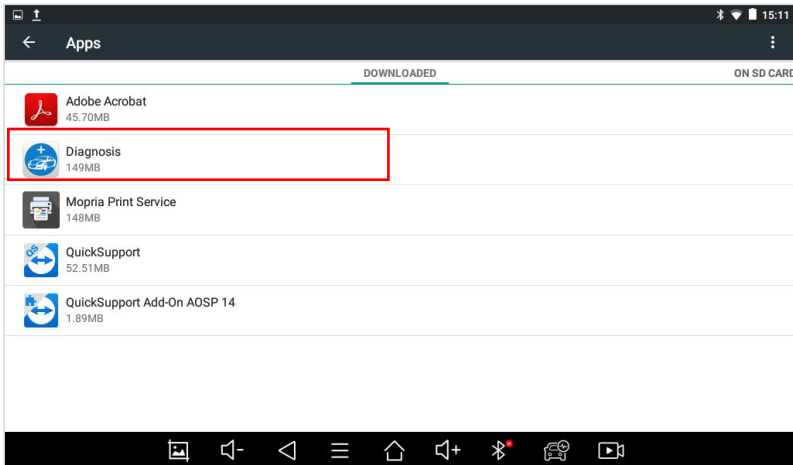 15:11
Apps
DOWNLOADED
ON SD CARD
Adobe Acrobat
45.70MB
Diagnosis
149MB
Mopria Print Service
148MB
OS
QuickSupport
52.51MB
QuickSupport Add-On AOSP 14
1.89MB